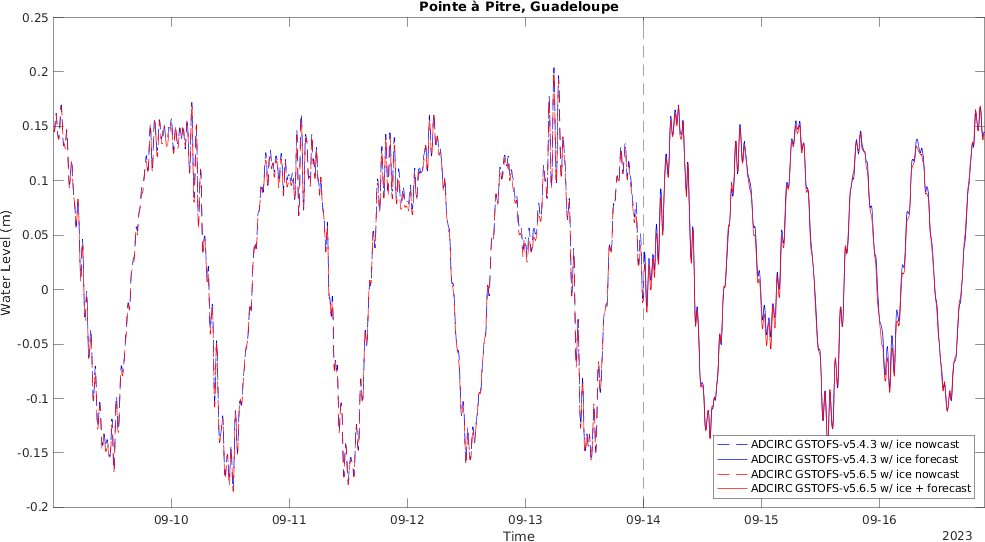 Pointe à Pitre, Guadeloupe
0.25
0.2
0.15
0.1
0.05
0
-0.05
-0.1
-0.15
-0.2
Water Level (m)
09-10 09-11 09-12 09-13 09-14 09-15 09-16
Time
2023
ADCIRC GSTOFS-v5.4.3 w/ ice nowcast
ADCIRC GSTOFS-v5.4.3 w/ ice forecast
ADCIRC GSTOFS-v5.6.5 w/ ice nowcast
ADCIRC GSTOFS-v5.6.5 w/ ice + forecast